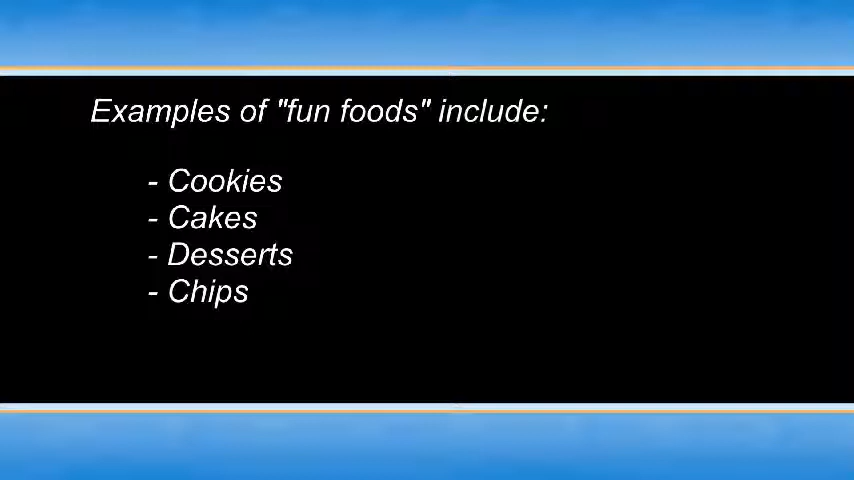 Examples of "fun foods" include:
- Cookies
- Cakes
- Desserts
- Chips